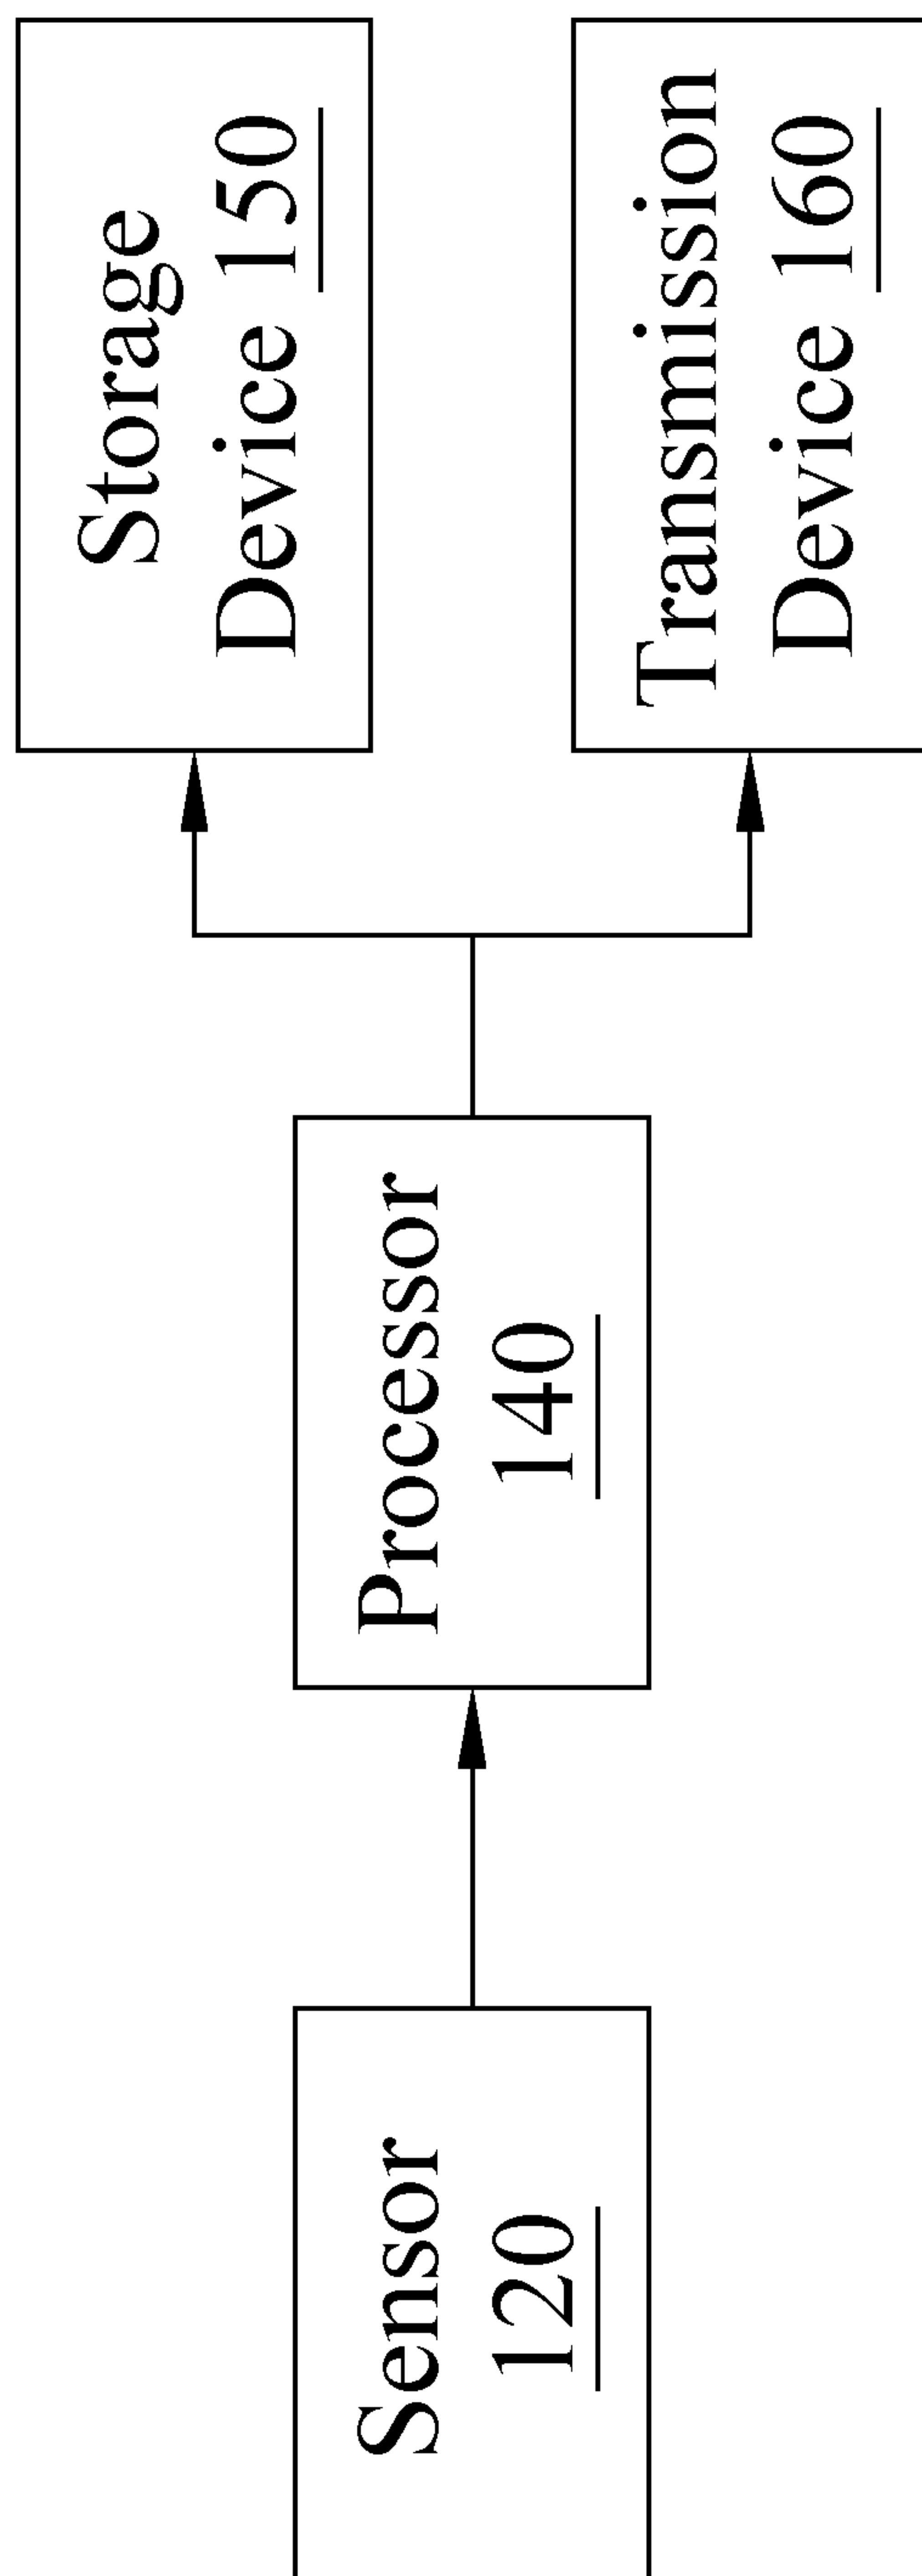 Sensor
120
Processor
140
Storage
Device 150
Transmission
Device 160